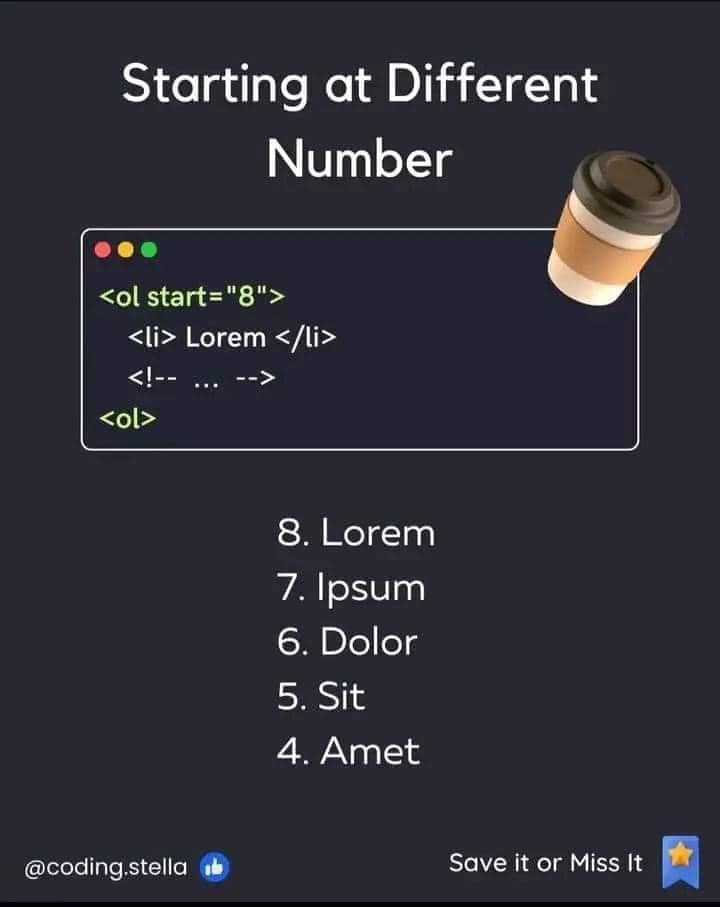 Starting at Different
Number
<ol start="8">
<li> Lorem </li>
<!-- ... -->
<ol>
8. Lorem
7. Ipsum
6. Dolor
5. Sit
4. Amet
@coding.stella
Save it or Miss It